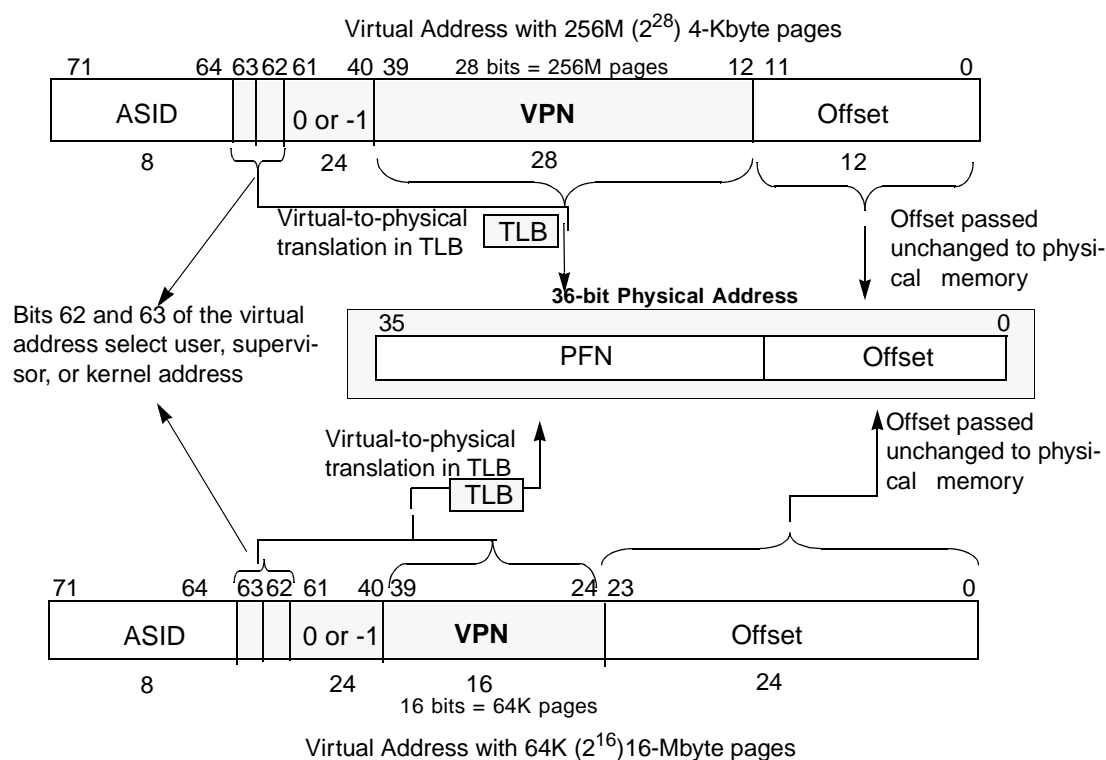 Virtual Address with 256M (2^28) 4-Kbyte pages
71 64 63 62 61 40 39 28 bits = 256M pages 12 11 0
ASID 0 or -1 VPN Offset
8 24 28 12
Virtual-to-physical
translation in TLB
TLB
Offset passed
unchanged to physi-
cal memory
Bits 62 and 63 of the virtual
address select user, supervi-
sor, or kernel address
36-bit Physical Address
35 0
PFN Offset
Virtual-to-physical
translation in TLB
TLB
Offset passed
unchanged to physi-
cal memory
71 64 63 62 61 40 39 24 23 0
ASID 0 or -1 VPN Offset
8 24 16 24
16 bits = 64K pages
Virtual Address with 64K (2^16)16-Mbyte pages